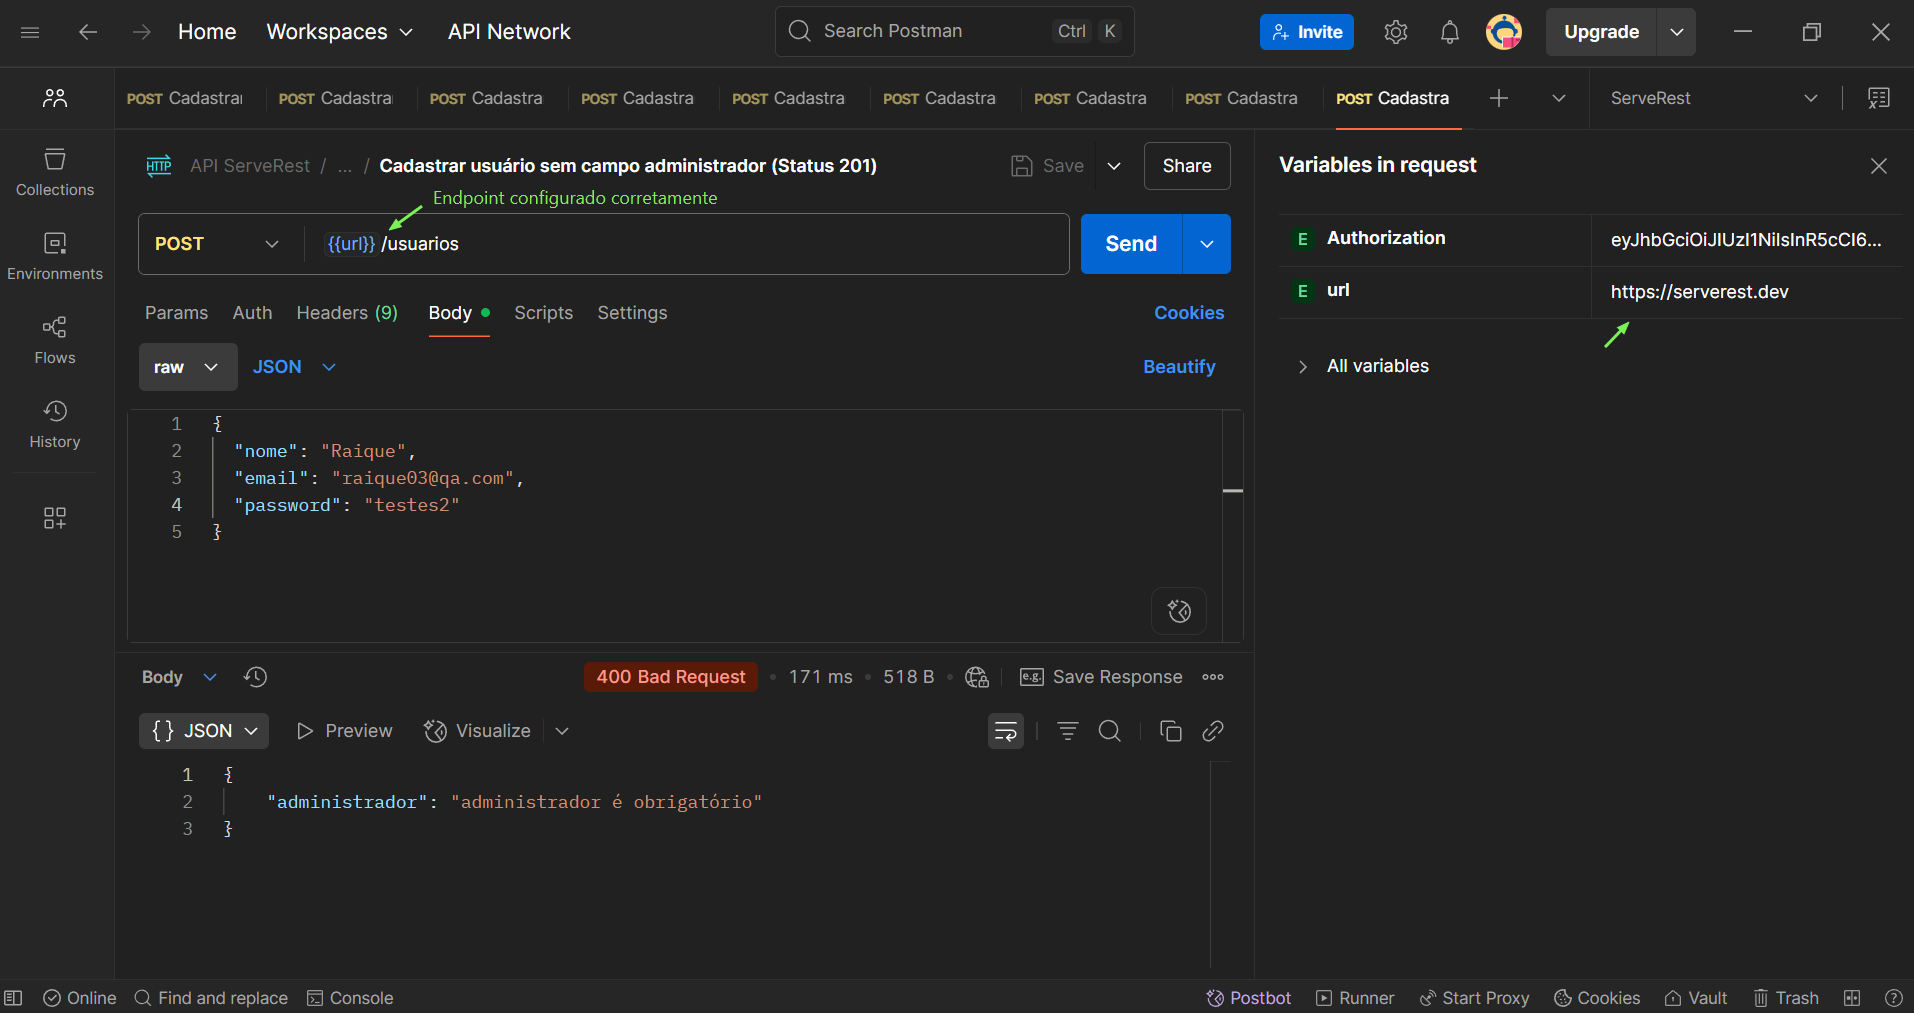 Home Workspaces API Network Search Postman Ctrl K Invite Upgrade
POST Cadastrar POST Cadastra POST Cadastra POST Cadastra POST Cadastra POST Cadastra POST Cadastra POST Cadastra POST Cadastra ServeRest
Collections
Environments
Flows
History
HTTP API ServeRest / ... / Cadastrar usuário sem campo administrador (Status 201) Save Share
Endpoint configurado corretamente
POST {{url}} /usuarios Send
Params Auth Headers (9) Body Scripts Settings Cookies
raw JSON Beautify
1 {
2 "nome": "Raique",
3 "email": "raique03@qa.com",
4 "password": "testes2"
5 }
Body 400 Bad Request • 171 ms • 518 B • e.g. Save Response
{} JSON Preview Visualize
1 {
2 "administrador": "administrador é obrigatório"
3 }
Variables in request
E Authorization eyJhbGciOiJIUzI1NiIsInR5cCI6...
E url https://serverest.dev
All variables
Online Find and replace Console Postbot Runner Start Proxy Cookies Vault Trash